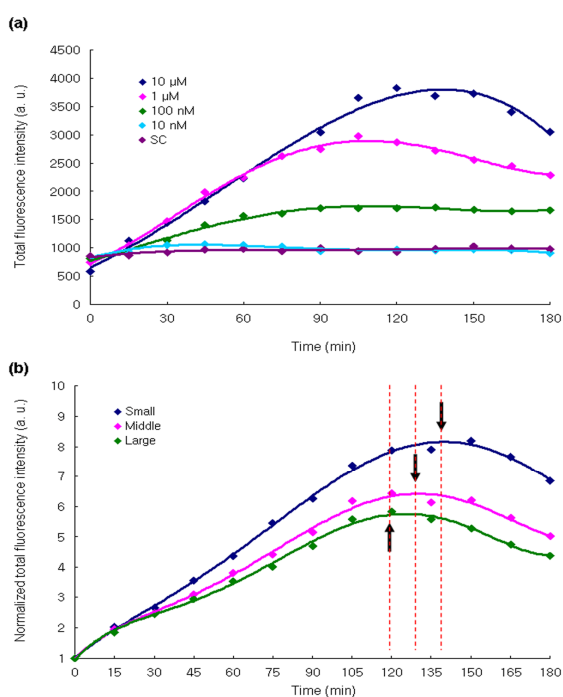 (a)
Total fluorescence intensity (a. u.)
4500
4000
3500
3000
2500
2000
1500
1000
500
0
10 µM
1 µM
100 nM
10 nM
SC
0 30 60 90 120 150 180
Time (min)
(b)
Normalized total fluorescence intensity (a. u.)
10
9
8
7
6
5
4
3
2
1
Small
Middle
Large
0 15 30 45 60 75 90 105 120 135 150 165 180
Time (min)